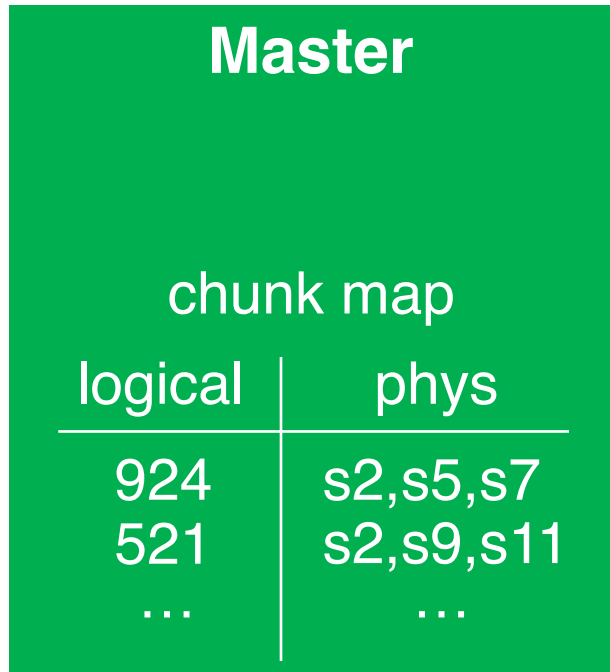 Master
chunk map
logical phys
924 s2,s5,s7
521 s2,s9,s11
… …